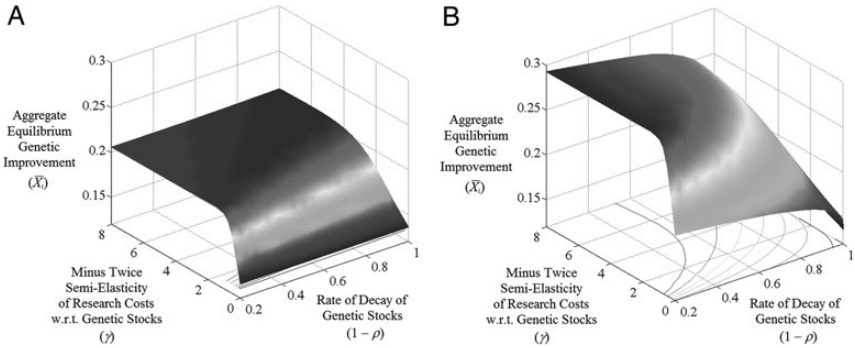 A
0.3
0.25
Aggregate
Equilibrium
Genetic
Improvement
(X̅ᵢ)
0.2
0.15
8
6
4
2
0
Minus Twice
Semi-Elasticity
of Research Costs
w.r.t. Genetic Stocks
(γ)
0.2
0.4
0.6
0.8
1
Rate of Decay of
Genetic Stocks
(1 − ρ)
B
0.3
0.25
Aggregate
Equilibrium
Genetic
Improvement
(X̅ᵢ)
0.2
0.15
8
6
4
2
0
Minus Twice
Semi-Elasticity
of Research Costs
w.r.t. Genetic Stocks
(γ)
0.2
0.4
0.6
0.8
1
Rate of Decay of
Genetic Stocks
(1 − ρ)